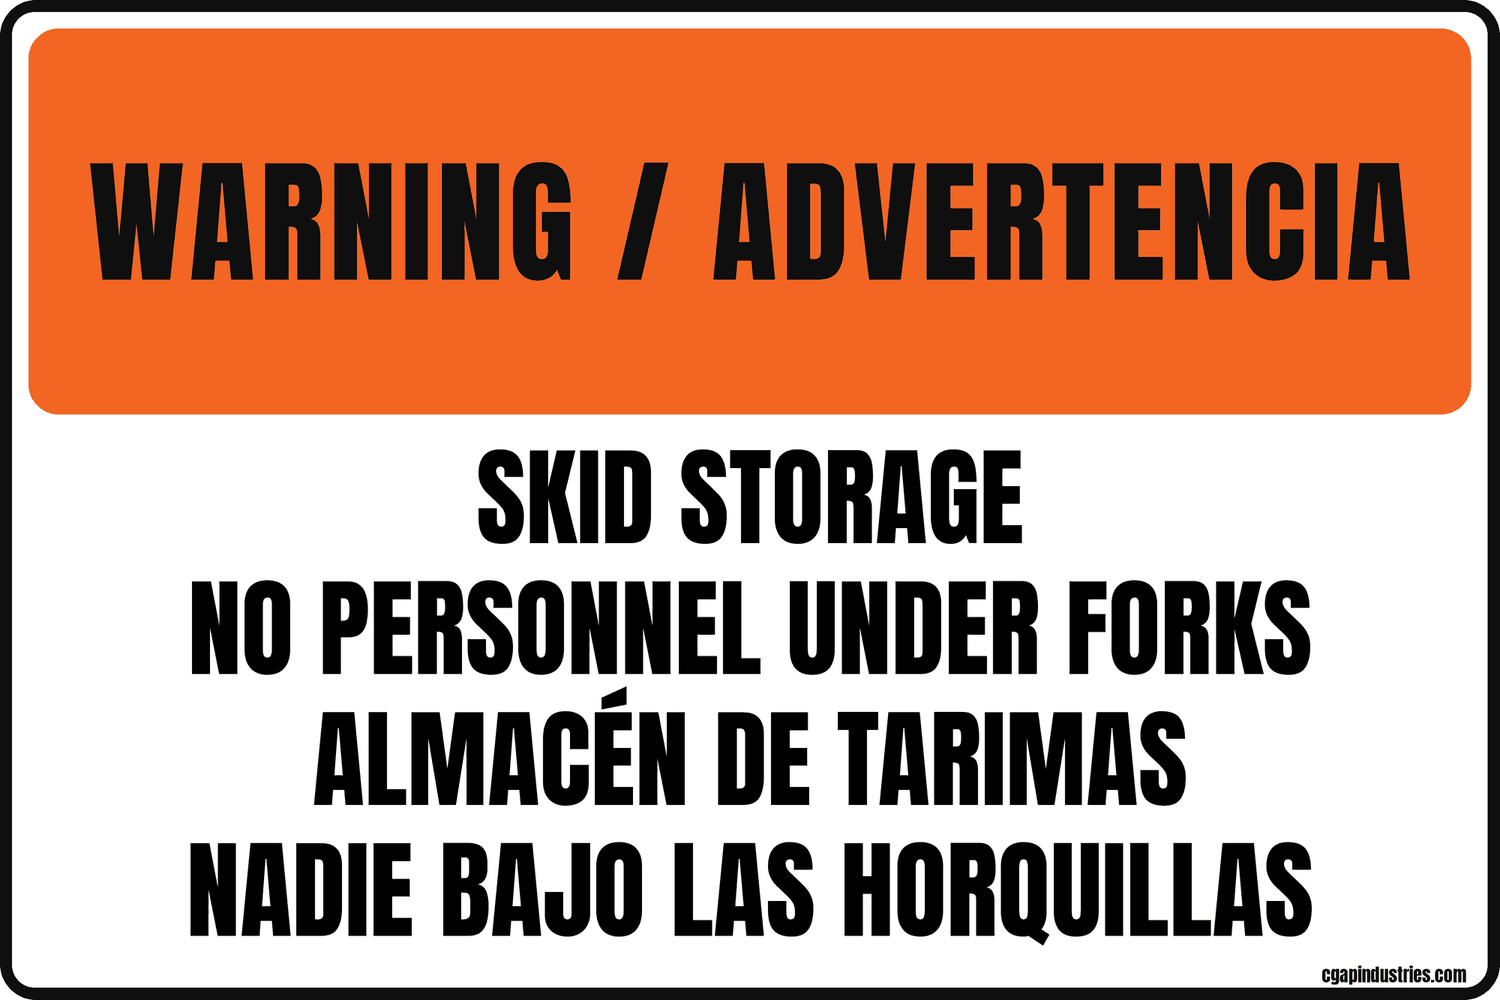 WARNING / ADVERTENCIA
SKID STORAGE
NO PERSONNEL UNDER FORKS
ALMACÉN DE TARIMAS
NADIE BAJO LAS HORQUILLAS
cgapindustries.com